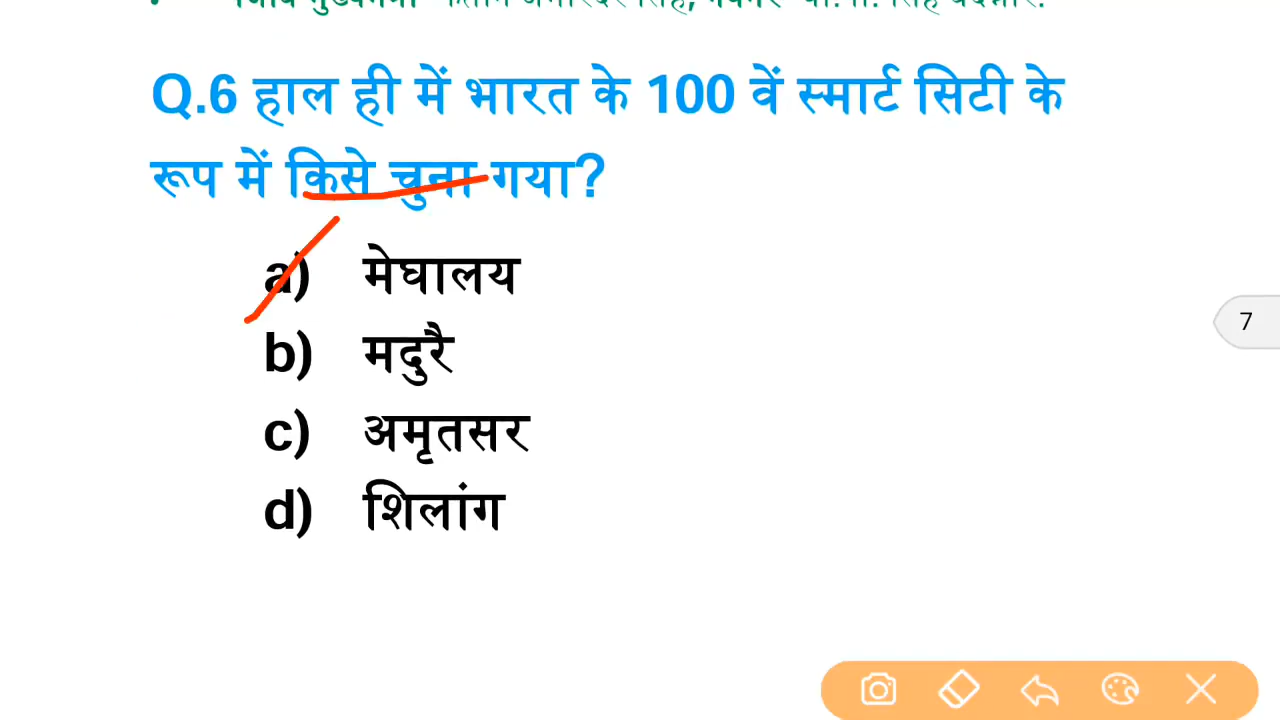 Q.6 हाल ही में भारत के 100 वें स्मार्ट सिटी के
रूप में किसे चुना गया?
a) मेघालय
b) मदुरै
c) अमृतसर
d) शिलांग
7